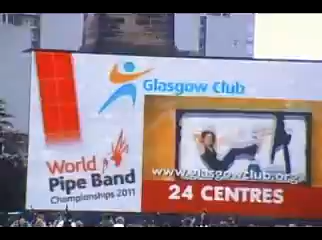 Glasgow Club
World
Pipe Band
Championships 2011
www.glasgowclub.org
24 CENTRES